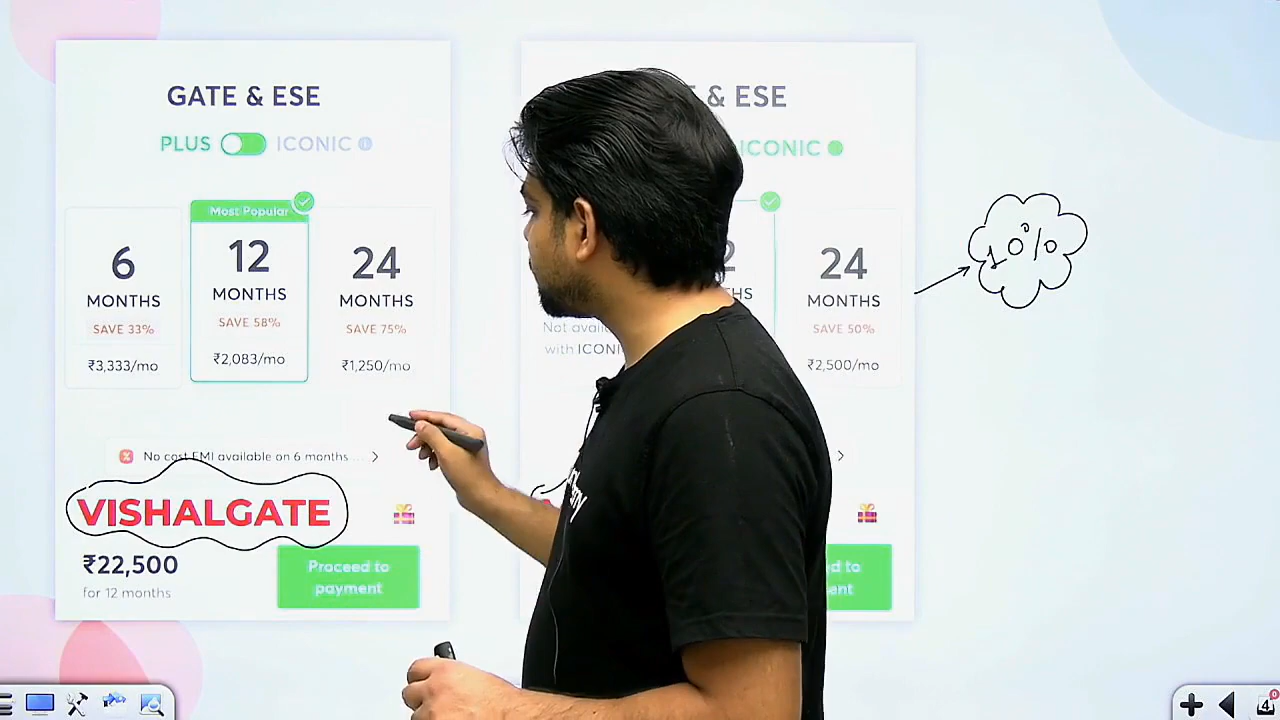 GATE & ESE
PLUS ICONIC
Most Popular
6
MONTHS
SAVE 33%
₹3,333/mo
12
MONTHS
SAVE 58%
₹2,083/mo
24
MONTHS
SAVE 75%
₹1,250/mo
No cost EMI available on 6 months...
VISHALGATE
₹22,500
for 12 months
Proceed to
payment
& ESE
ICONIC
24
MONTHS
SAVE 50%
₹2,500/mo
Not
with ICONI
10%
4
0